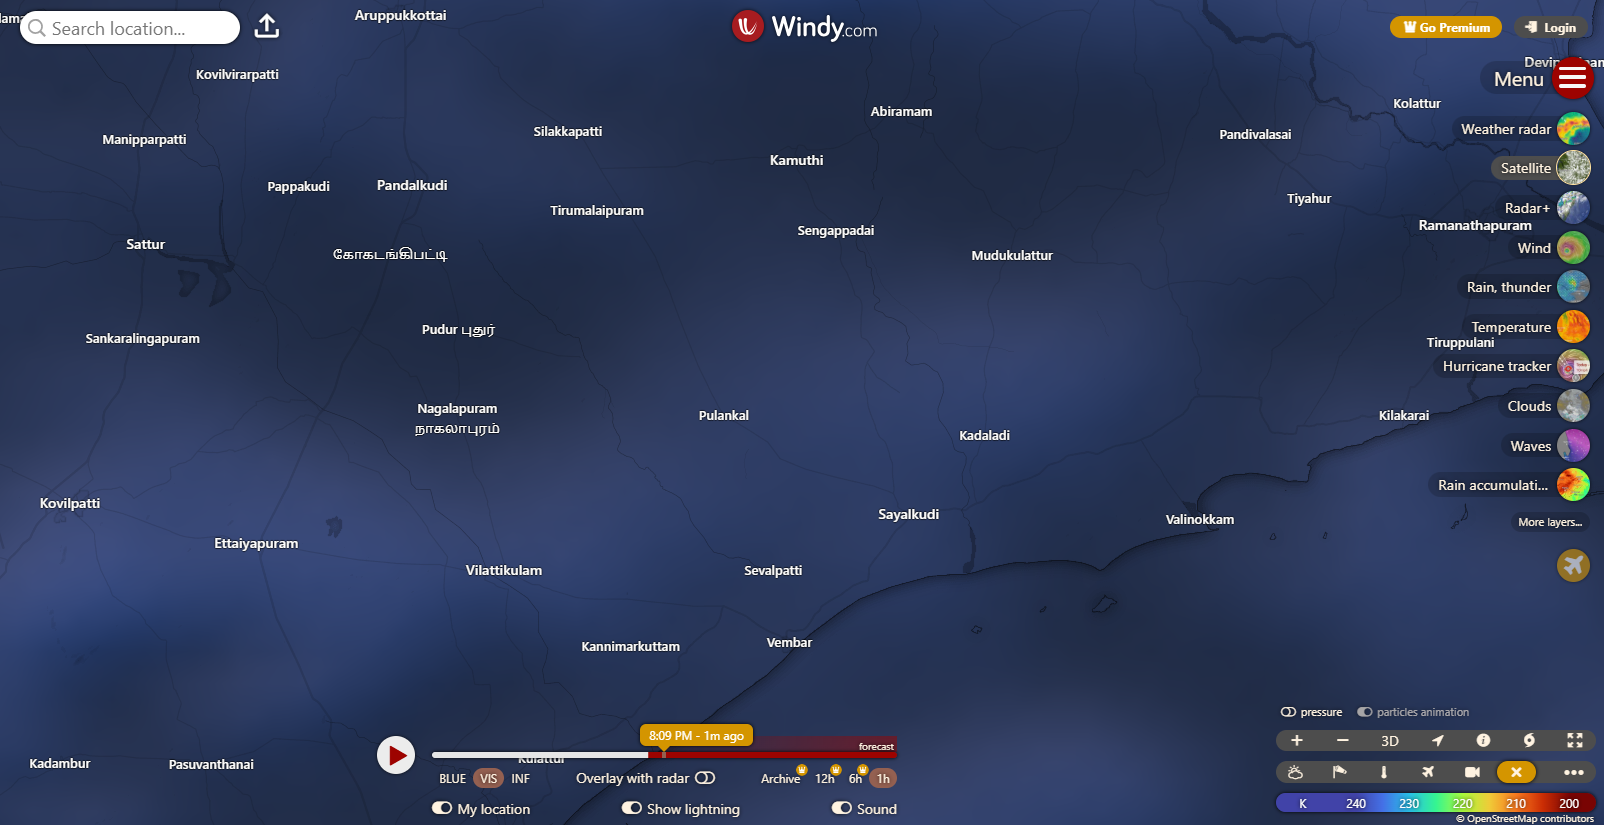 Search location...
Windy.com
Go Premium
Login
Menu
Aruppukkottai
Kovilvirarpatti
Manipparpatti
Silakkapatti
Abiramam
Kamuthi
Pandivalasai
Kolattur
Pappakudi
Pandalkudi
Tirumalaipuram
Tiyahur
Sengappadai
Ramanathapuram
Sattur
கோகடங்கிபட்டி
Mudukulattur
Sankaralingapuram
Pudur புதுர்
Tiruppulani
Nagalapuram
நாகலாபுரம்
Pulankal
Kadaladi
Kilakarai
Kovilpatti
Ettaiyapuram
Sayalkudi
Valinokkam
Vilattikulam
Sevalpatti
Kannimarkuttam
Vembar
Kadambur
Pasuvanthanai
Weather radar
Satellite
Radar+
Wind
Rain, thunder
Temperature
Hurricane tracker
Clouds
Waves
Rain accumulati...
More layers...
8:09 PM - 1m ago
forecast
BLUE VIS INF
Overlay with radar
Archive 12h 6h 1h
My location
Show lightning
Sound
pressure
particles animation
+ − 3D
K 240 230 220 210 200
© OpenStreetMap contributors